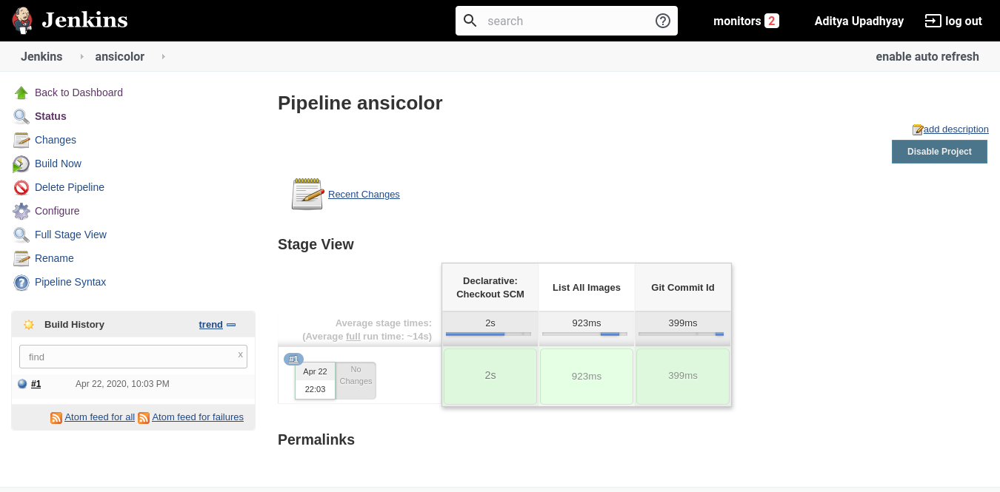 Jenkins
search
monitors 2
Aditya Upadhyay
log out
Jenkins
ansicolor
enable auto refresh
Back to Dashboard
Status
Changes
Build Now
Delete Pipeline
Configure
Full Stage View
Rename
Pipeline Syntax
Build History
trend
find
x
#1
Apr 22, 2020, 10:03 PM
Atom feed for all
Atom feed for failures
Pipeline ansicolor
add description
Disable Project
Recent Changes
Stage View
Declarative:
Checkout SCM
List All Images
Git Commit Id
Average stage times:
(Average full run time: ~14s)
2s
923ms
399ms
#1
Apr 22
22:03
No
Changes
2s
923ms
399ms
Permalinks